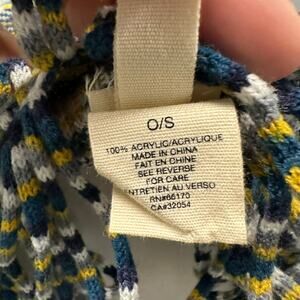 O/S
100% ACRYLIC/ACRYLIQUE
MADE IN CHINA
FAIT EN CHINE
SEE REVERSE
FOR CARE
ENTRETIEN AU VERSO
RN#66170
CA#32054